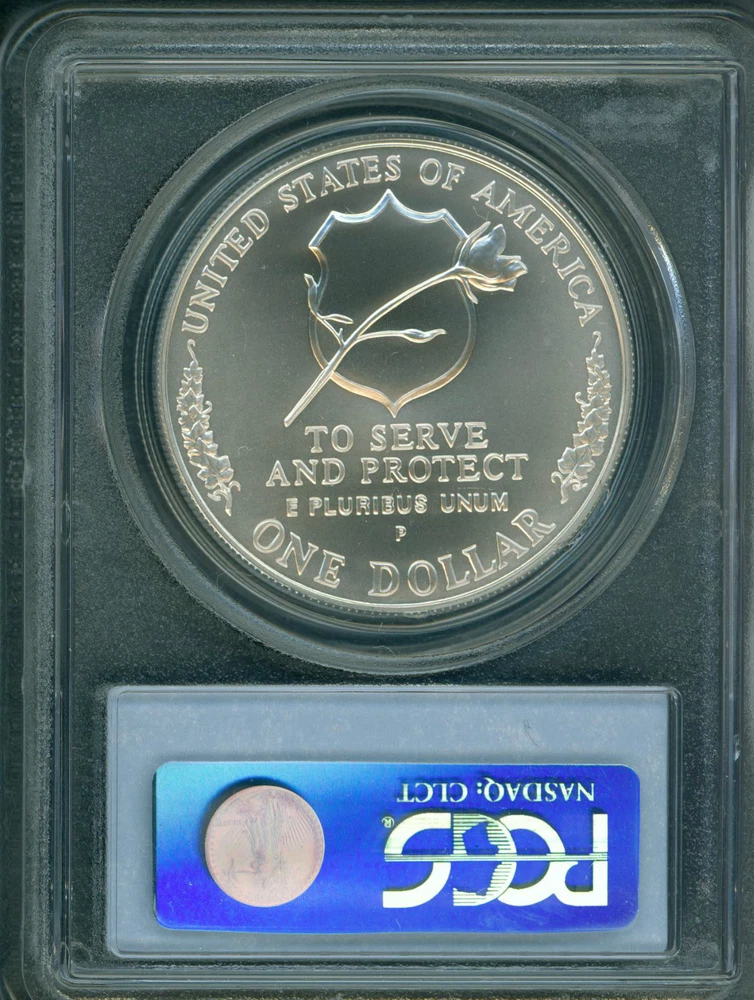 UNITED STATES OF AMERICA
TO SERVE
AND PROTECT
E PLURIBUS UNUM
P
ONE DOLLAR
NASDAQ: CLCT
PCGS®